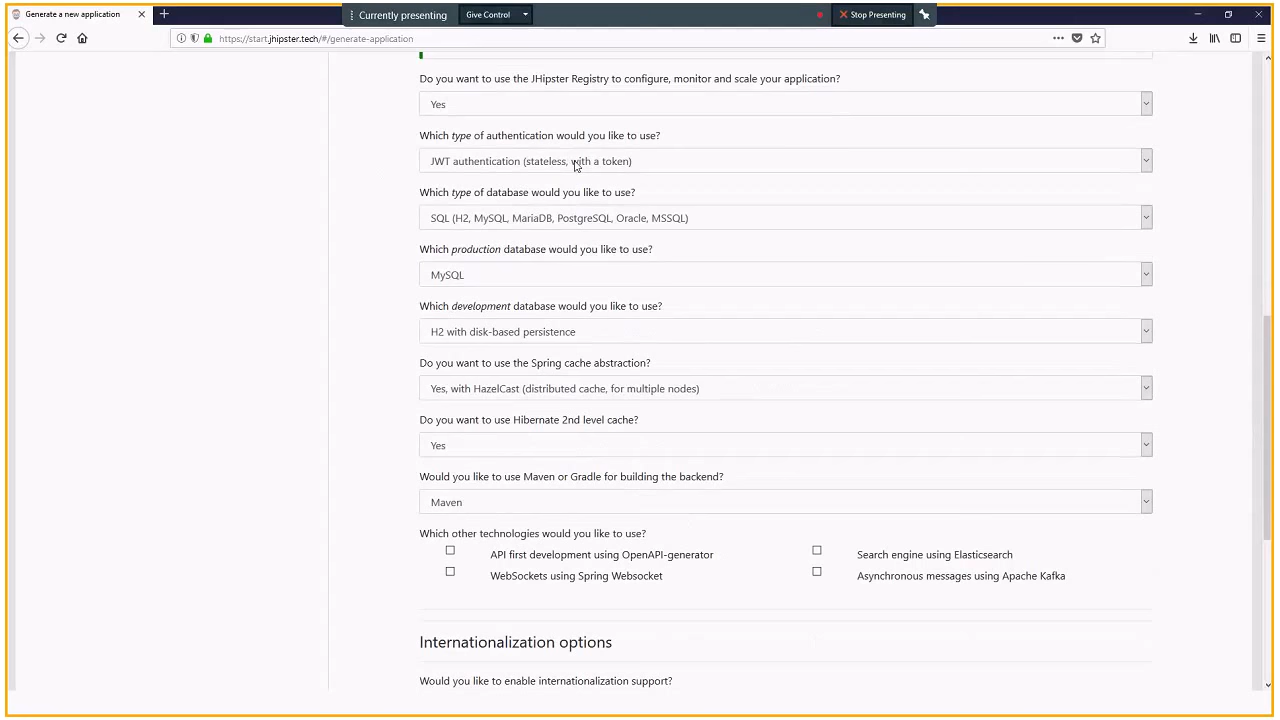 Generate a new application
Currently presenting
Give Control
Stop Presenting
https://start.jhipster.tech/#/generate-application
Do you want to use the JHipster Registry to configure, monitor and scale your application?
Yes
Which type of authentication would you like to use?
JWT authentication (stateless, with a token)
Which type of database would you like to use?
SQL (H2, MySQL, MariaDB, PostgreSQL, Oracle, MSSQL)
Which production database would you like to use?
MySQL
Which development database would you like to use?
H2 with disk-based persistence
Do you want to use the Spring cache abstraction?
Yes, with HazelCast (distributed cache, for multiple nodes)
Do you want to use Hibernate 2nd level cache?
Yes
Would you like to use Maven or Gradle for building the backend?
Maven
Which other technologies would you like to use?
API first development using OpenAPI-generator
Search engine using Elasticsearch
WebSockets using Spring Websocket
Asynchronous messages using Apache Kafka
Internationalization options
Would you like to enable internationalization support?